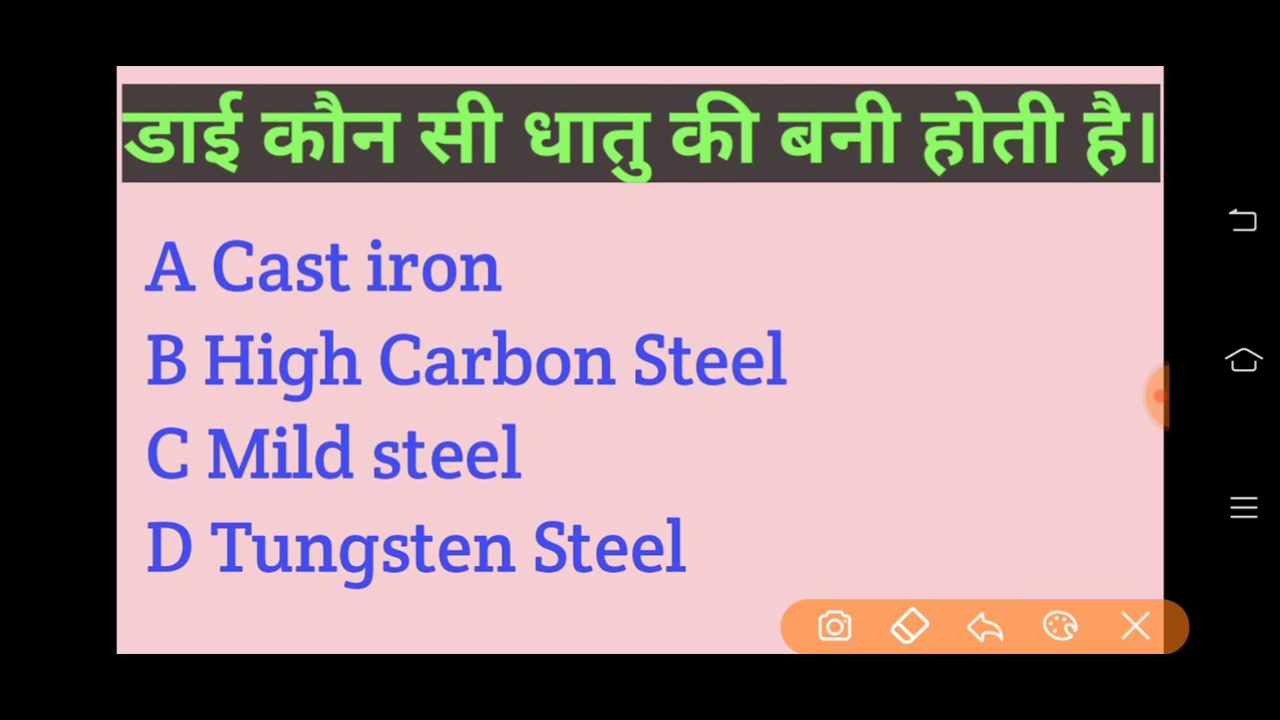 डाई कौन सी धातु की बनी होती है।
A Cast iron
B High Carbon Steel
C Mild steel
D Tungsten Steel